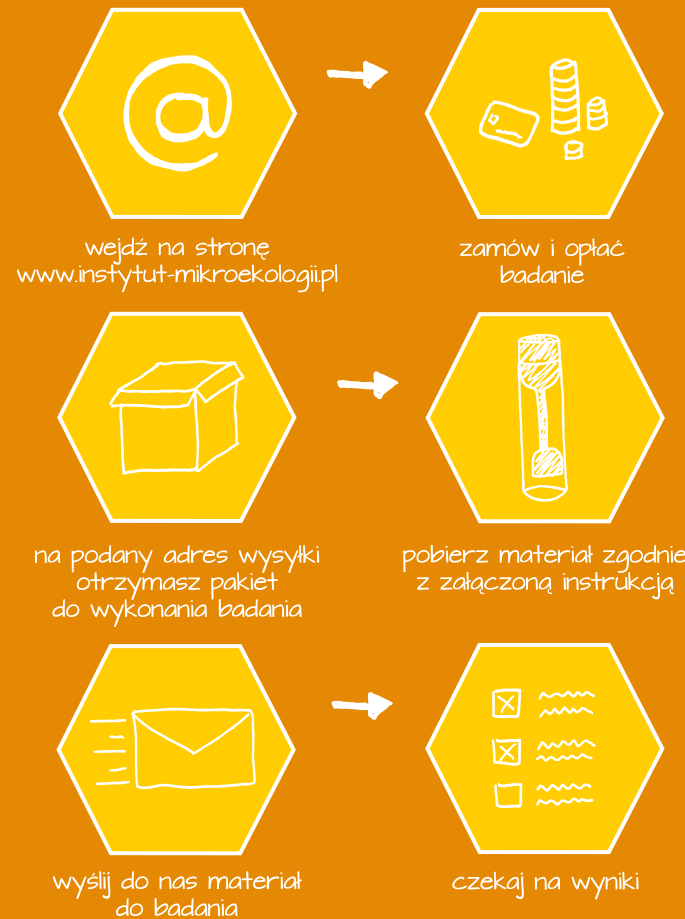 @
wejdź na stronę
www.instytut-mikroekologii.pl
zamów i opłać
badanie
na podany adres wysyłki
otrzymasz pakiet
do wykonania badania
pobierz materiał zgodnie
z załączoną instrukcją
wyślij do nas materiał
do badania
czekaj na wyniki